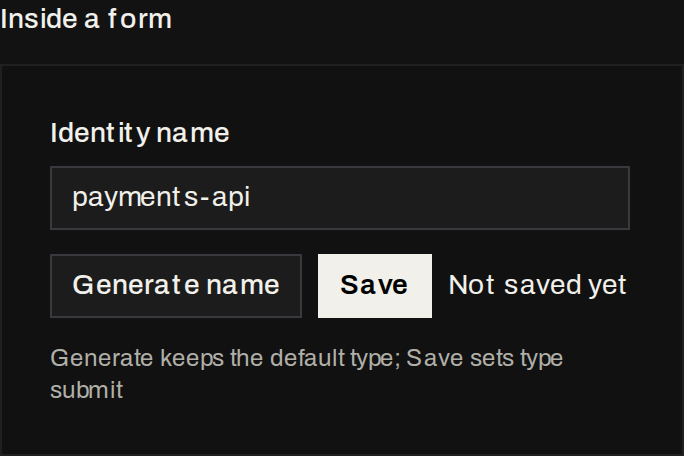 Inside a form
Identity name
payments-api
Generate name
Save
Not saved yet
Generate keeps the default type; Save sets type
submit